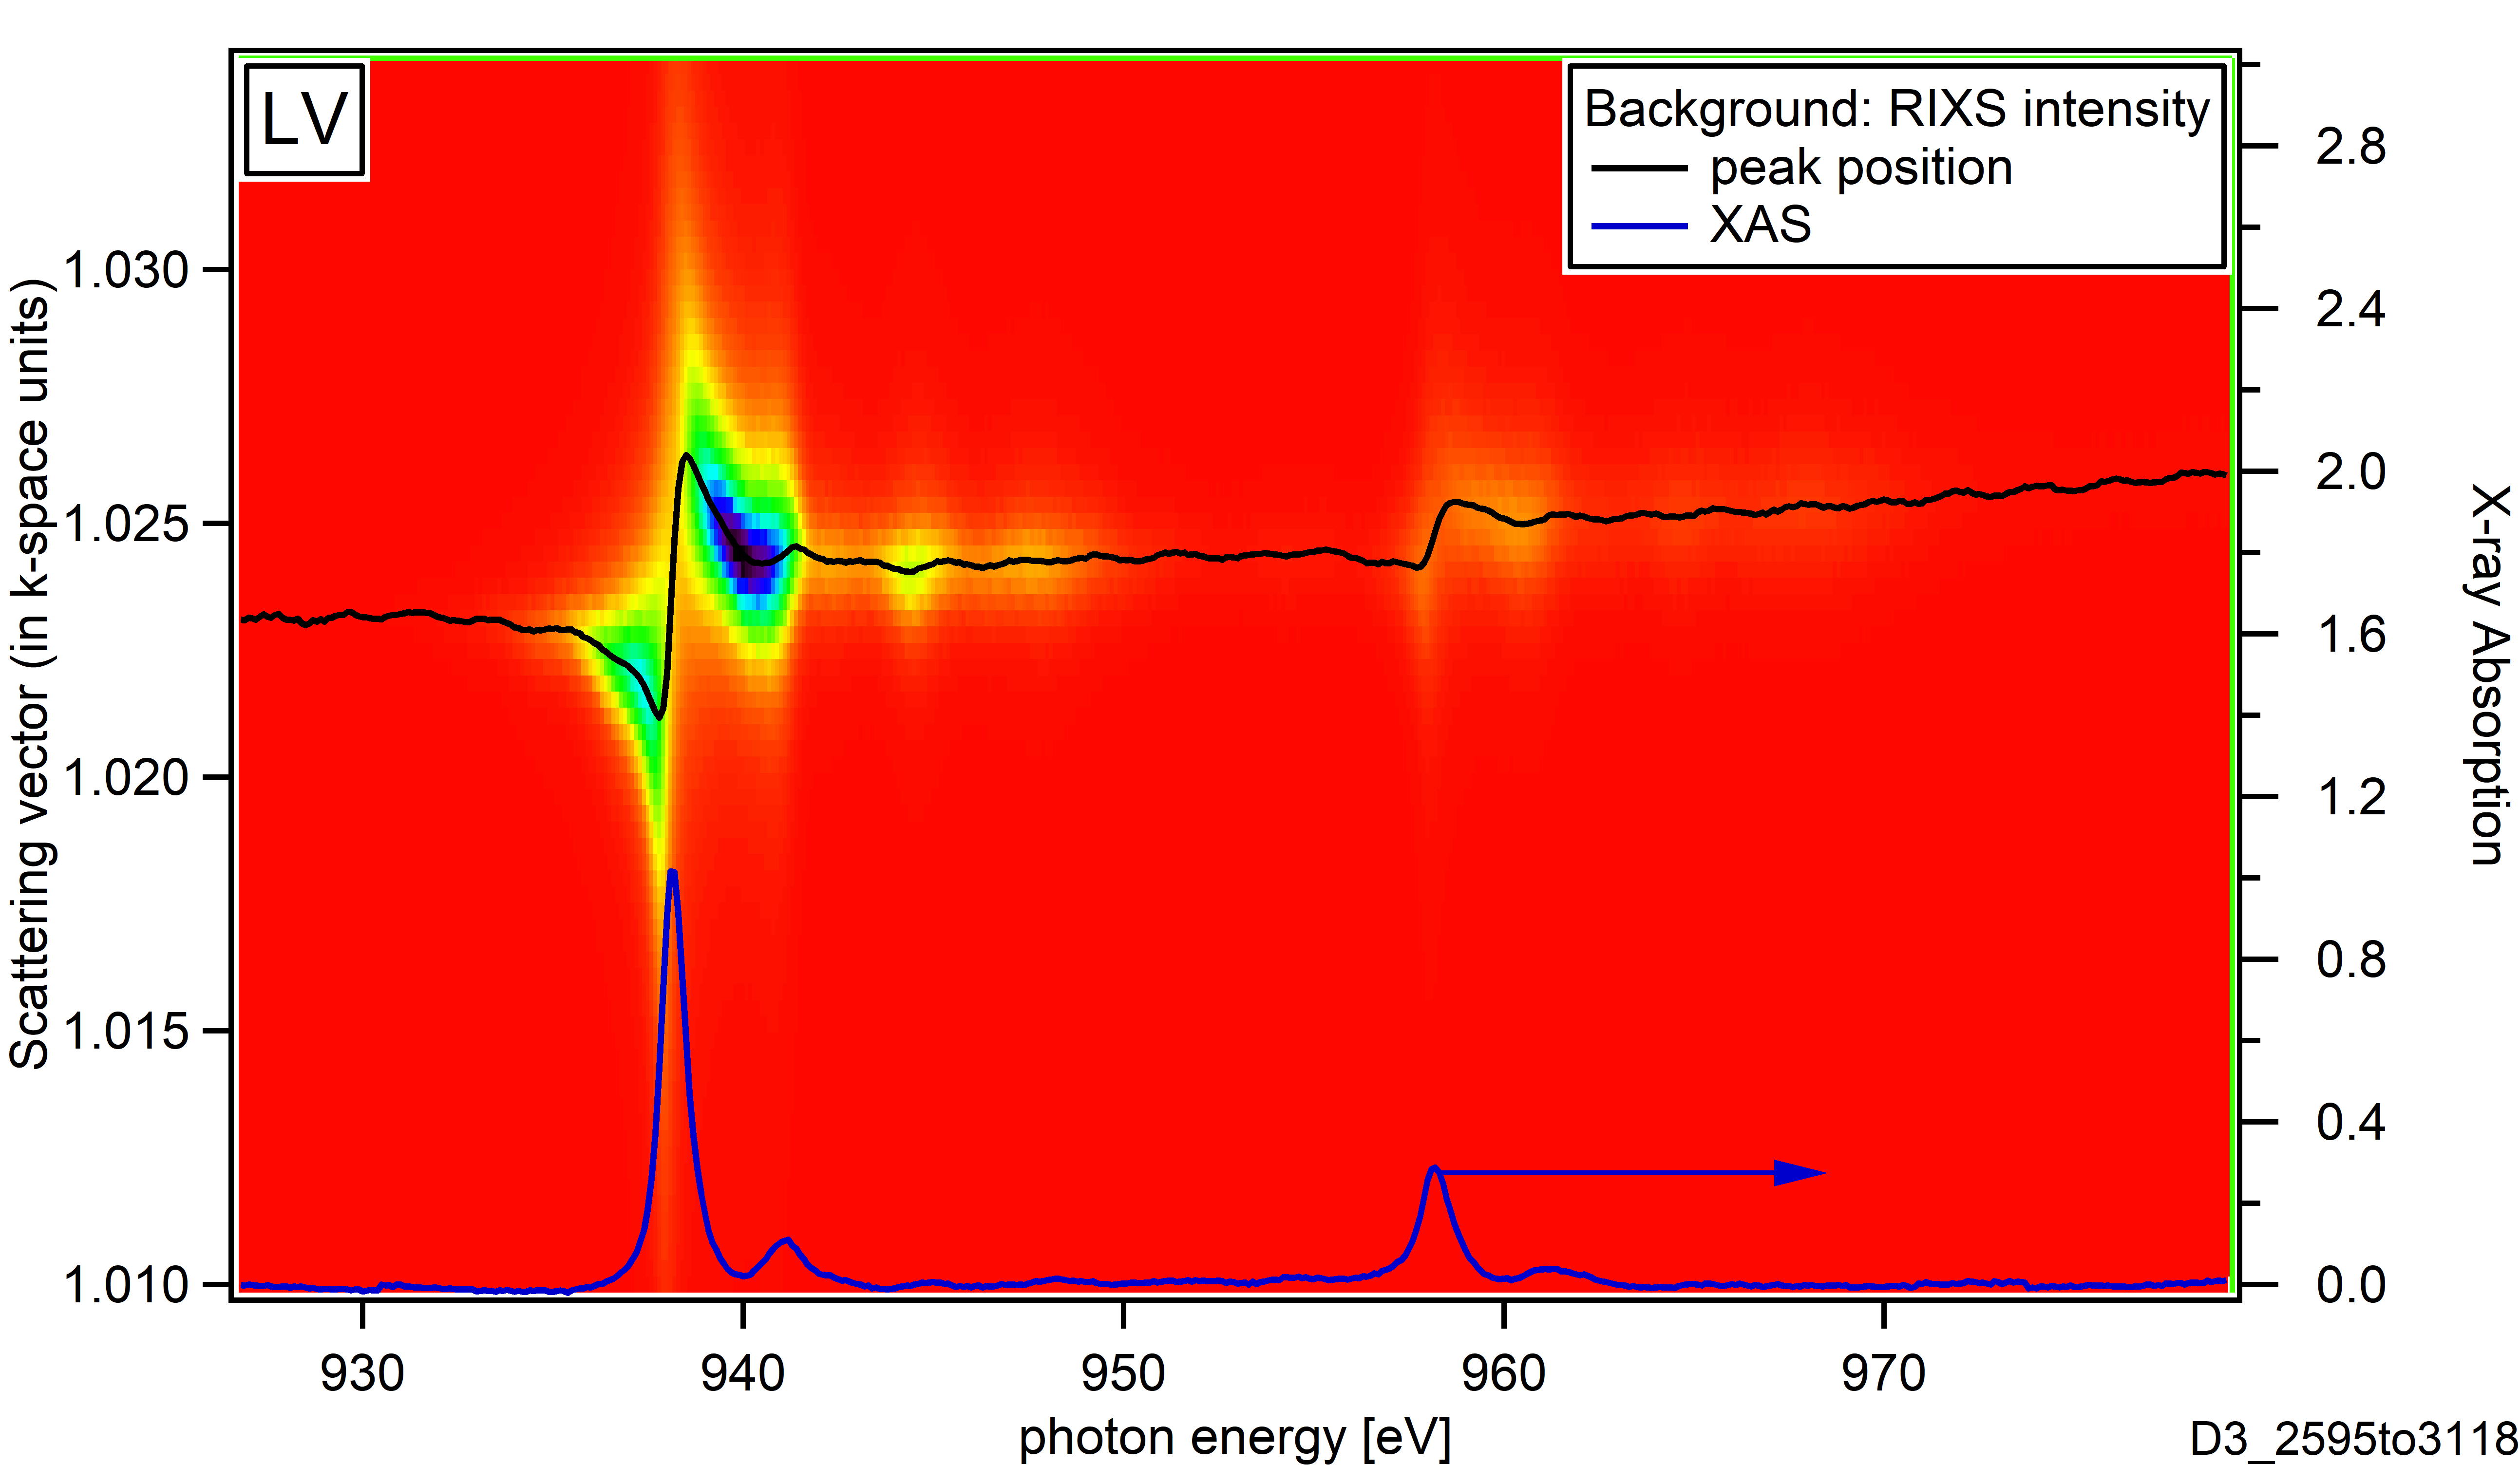 LV
Background: RIXS intensity
peak position
XAS
Scatttering vector (in k-space units)
1.030
1.025
1.020
1.015
1.010
2.8
2.4
2.0
1.6
1.2
0.8
0.4
0.0
X-ray Absorption
930 940 950 960 970
photon energy [eV]
D3_2595to3118